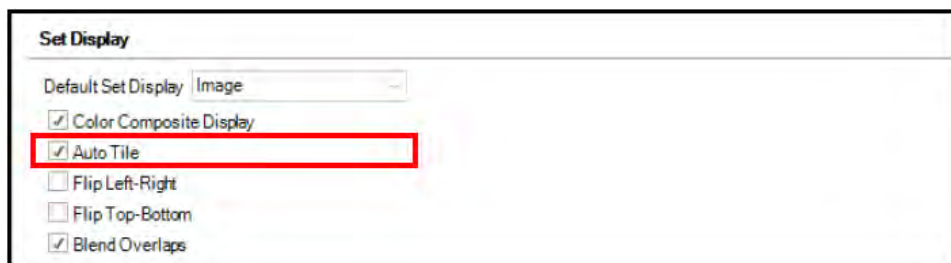 Set Display
Default Set Display Image
Color Composite Display
Auto Tile
Flip Left-Right
Flip Top-Bottom
Blend Overlaps